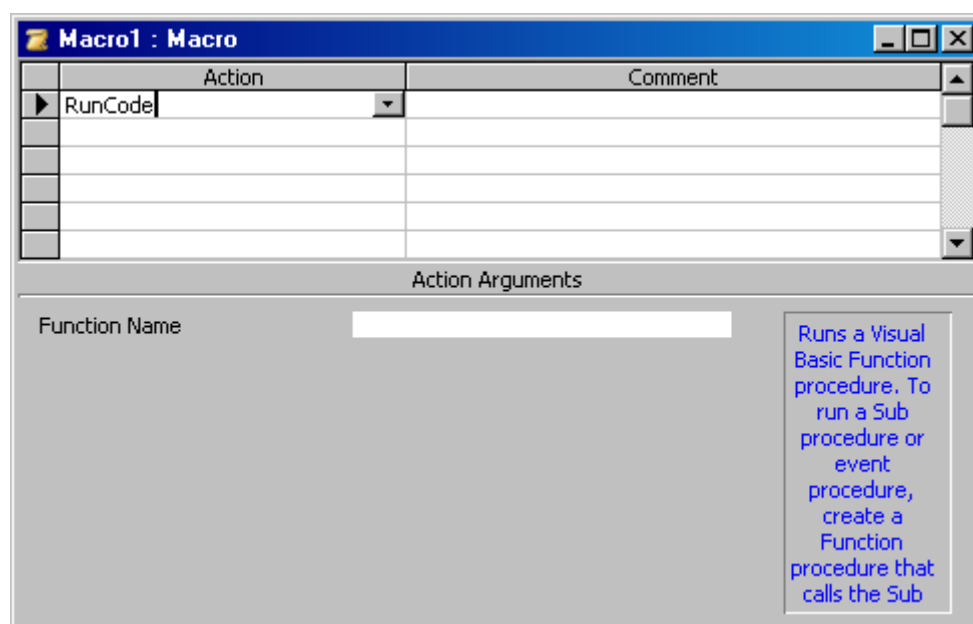 Macro1 : Macro
Action Comment
RunCode
Action Arguments
Function Name
Runs a Visual
Basic Function
procedure. To
run a Sub
procedure or
event
procedure,
create a
Function
procedure that
calls the Sub